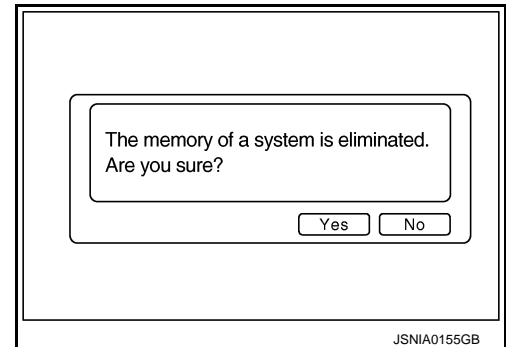 The memory of a system is eliminated.
Are you sure?
Yes No
JSNIA0155GB